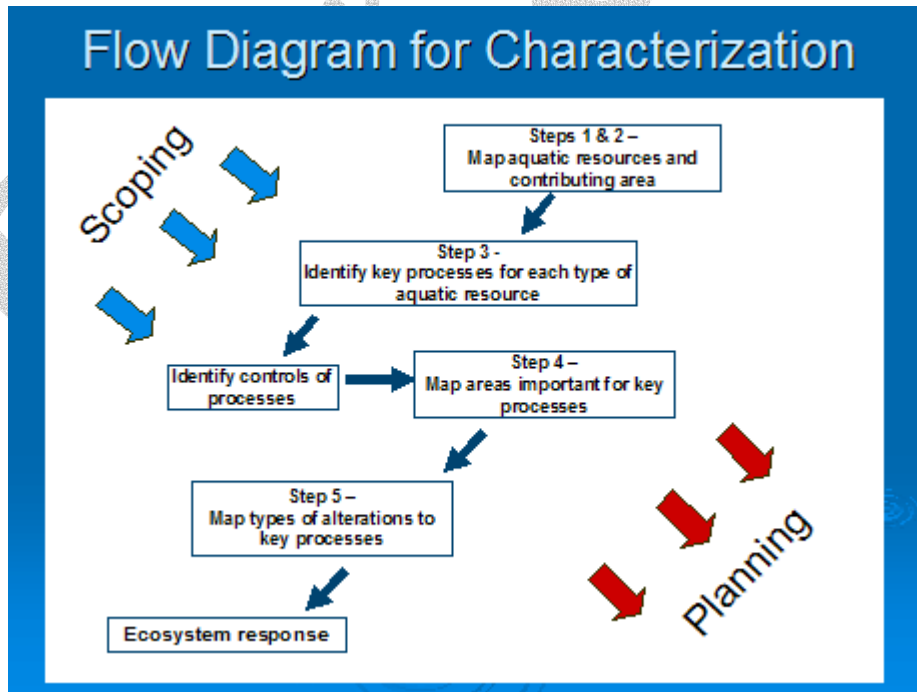 Flow Diagram for Characterization
Scoping
Steps 1 & 2 –
Map aquatic resources and
contributing area
Step 3 -
Identify key processes for each type of
aquatic resource
Identify controls of
processes
Step 4 –
Map areas important for key
processes
Step 5 –
Map types of alterations to
key processes
Ecosystem response
Planning